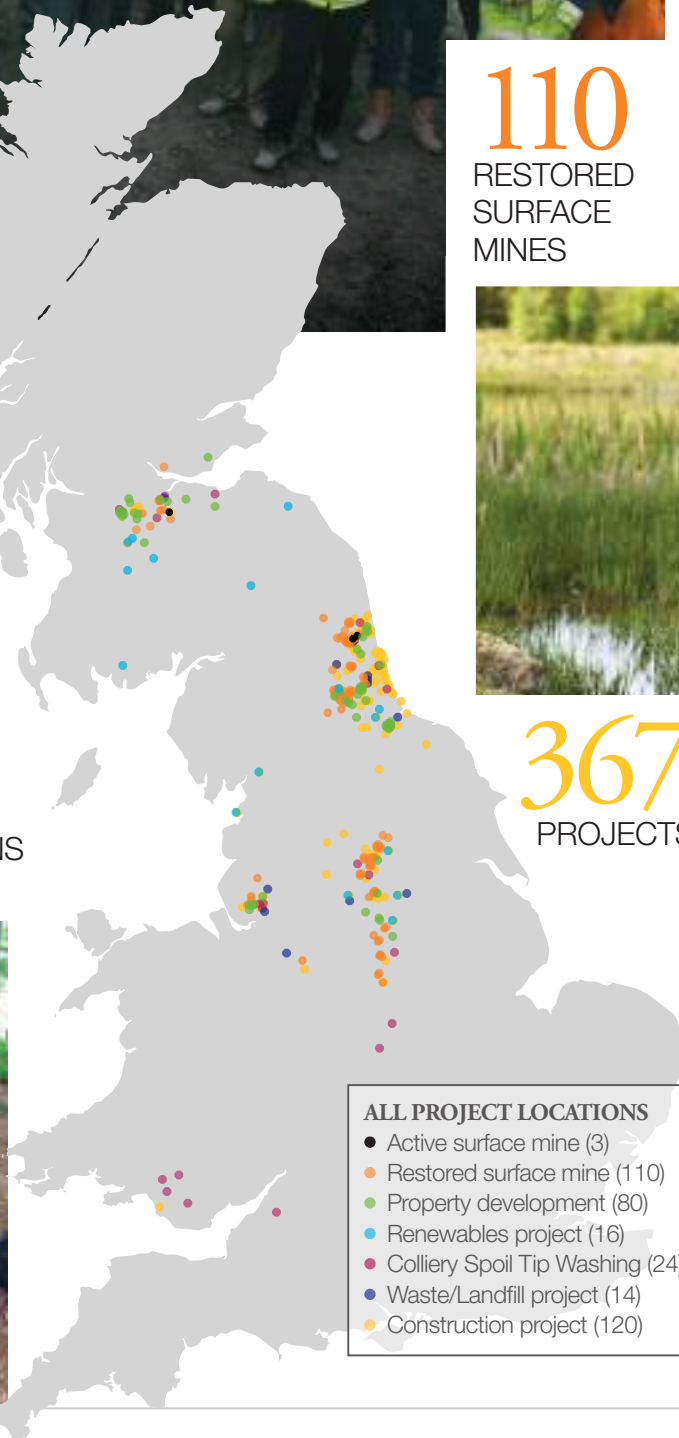 110
RESTORED
SURFACE
MINES
367
PROJECTS
ALL PROJECT LOCATIONS
Active surface mine (3)
Restored surface mine (110)
Property development (80)
Renewables project (16)
Colliery Spoil Tip Washing (24)
Waste/Landfill project (14)
Construction project (120)